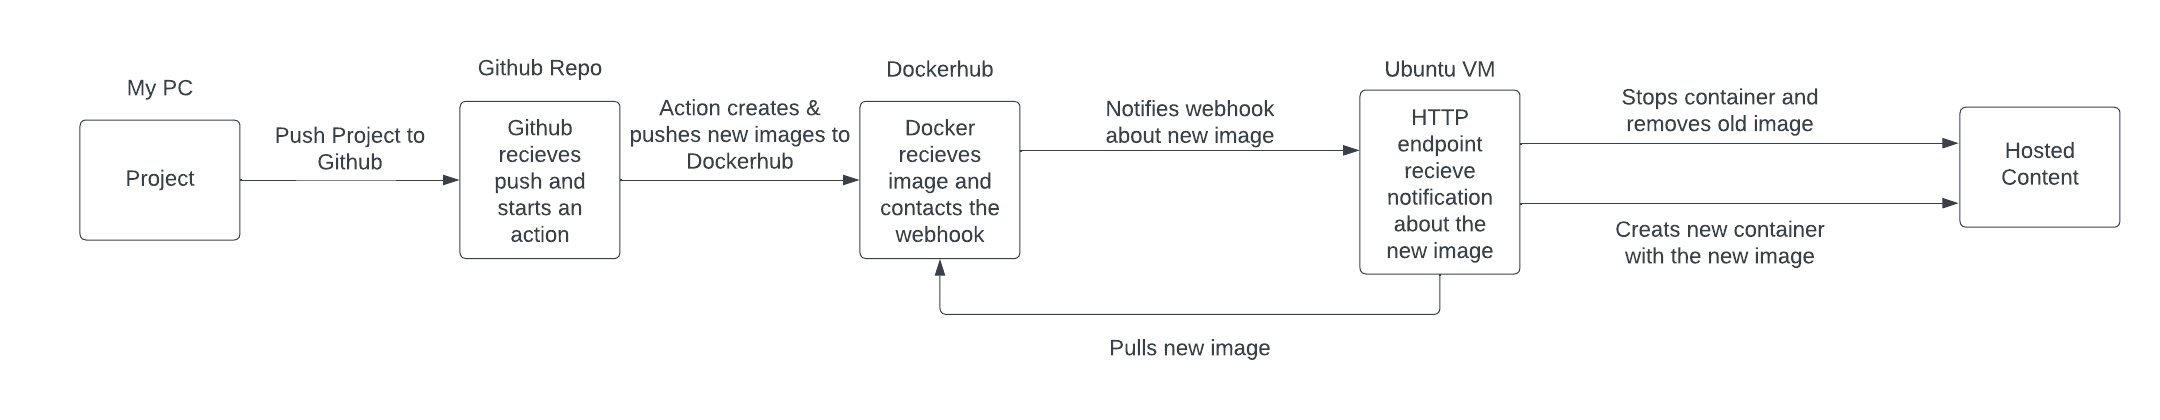 My PC
Project
Push Project to
Github
Github Repo
Github
recieves
push and
starts an
action
Action creates &
pushes new images to
Dockerhub
Dockerhub
Docker
recieves
image and
contacts the
webhook
Notifies webhook
about new image
Ubuntu VM
HTTP
endpoint
recieve
notification
about the
new image
Pulls new image
Stops container and
removes old image
Creats new container
with the new image
Hosted
Content